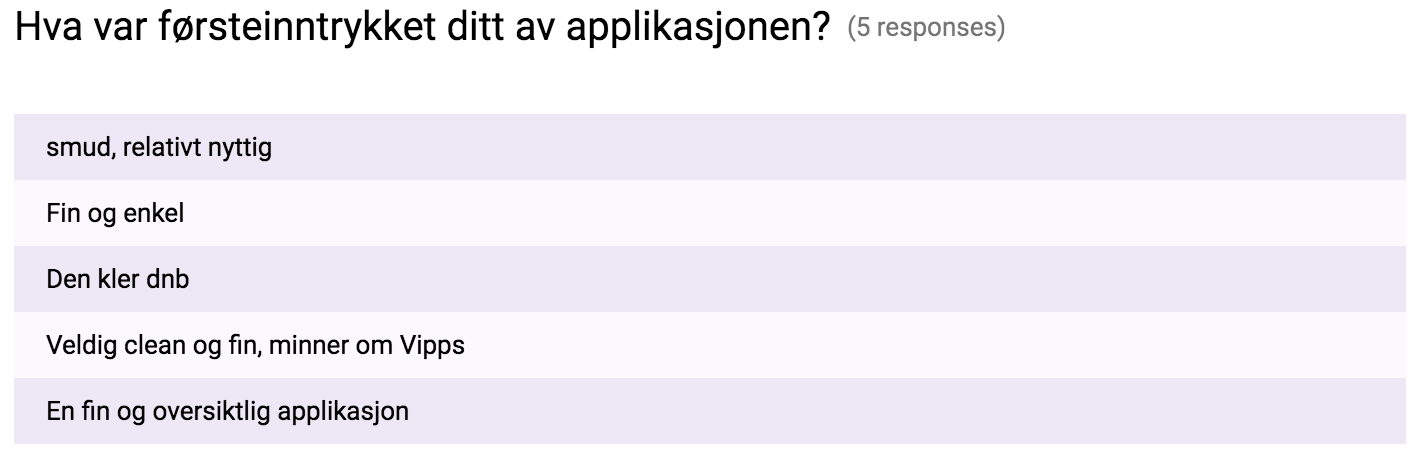 Hva var førsteinntrykket ditt av applikasjonen? (5 responses)
smud, relativt nyttig
Fin og enkel
Den kler dnb
Veldig clean og fin, minner om Vipps
En fin og oversiktlig applikasjon